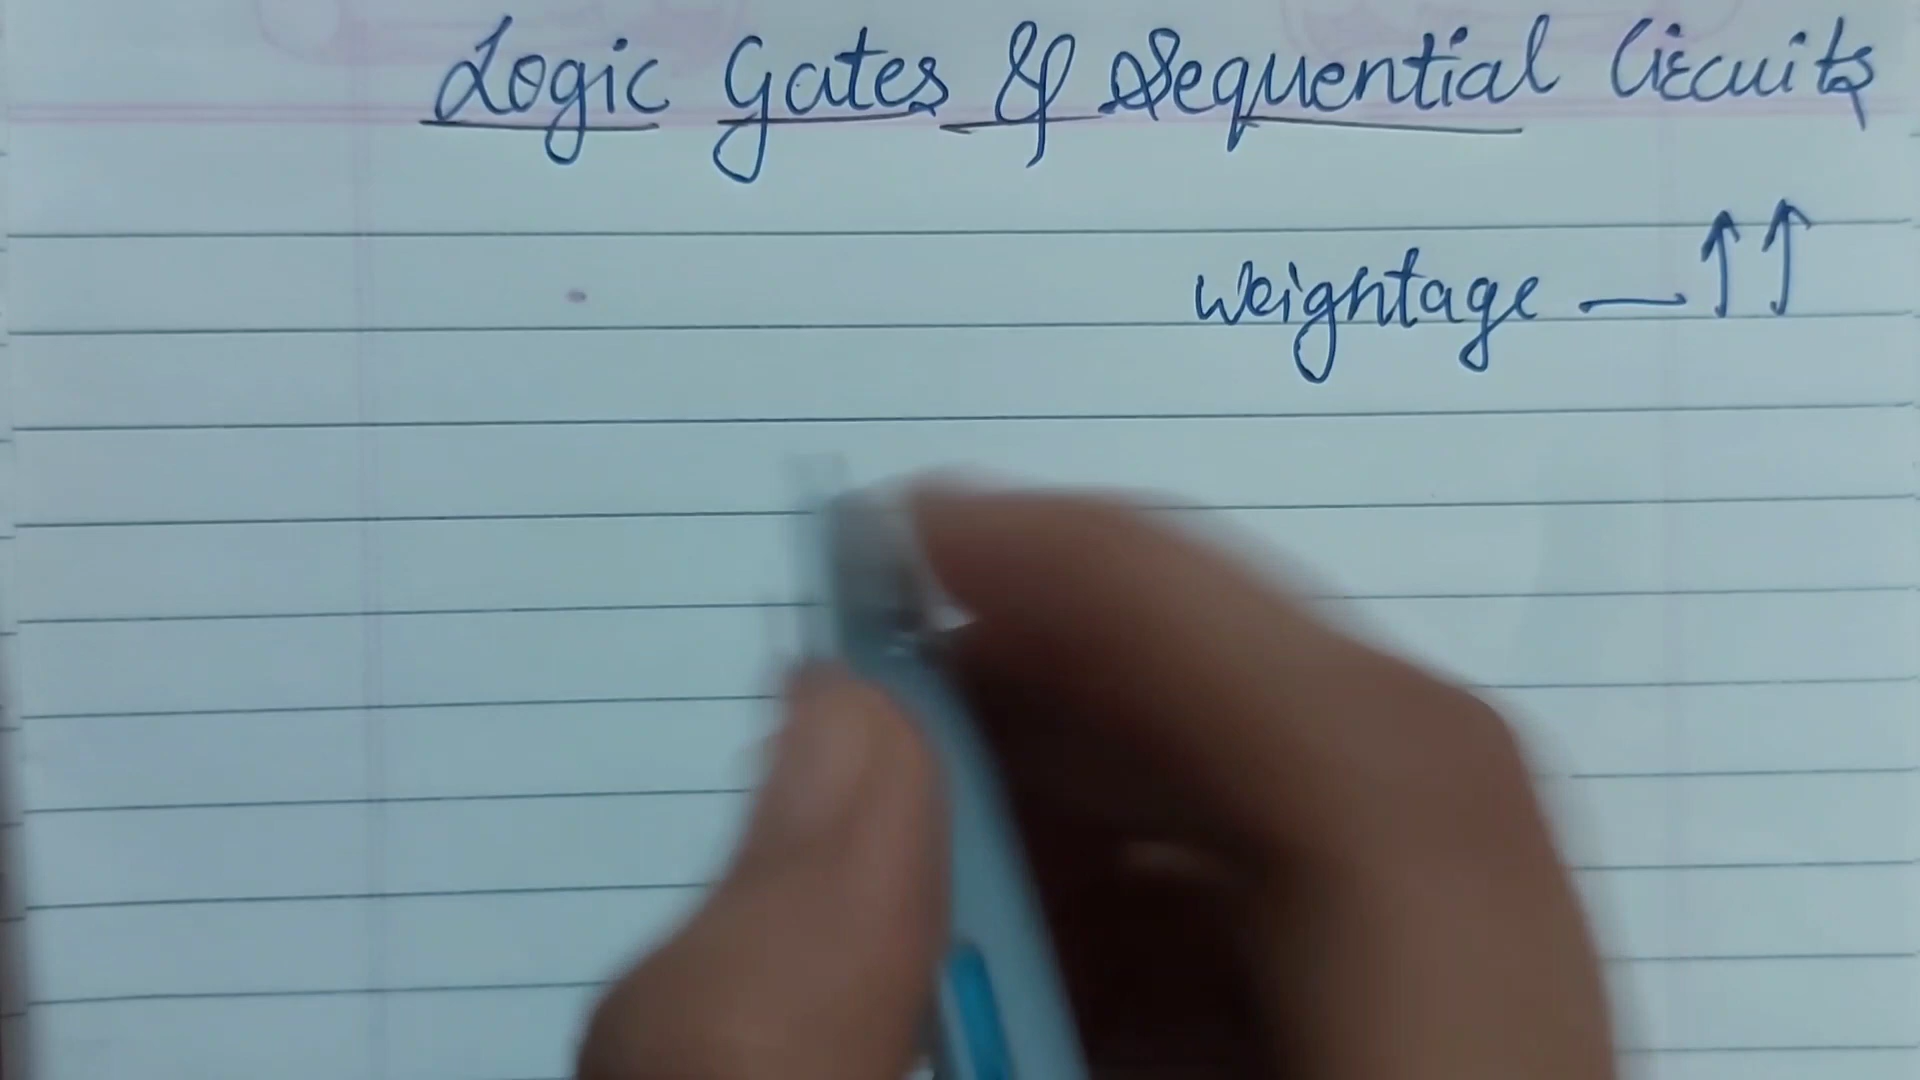 Logic Gates & Sequential Circuits
Weightage — ↑↑